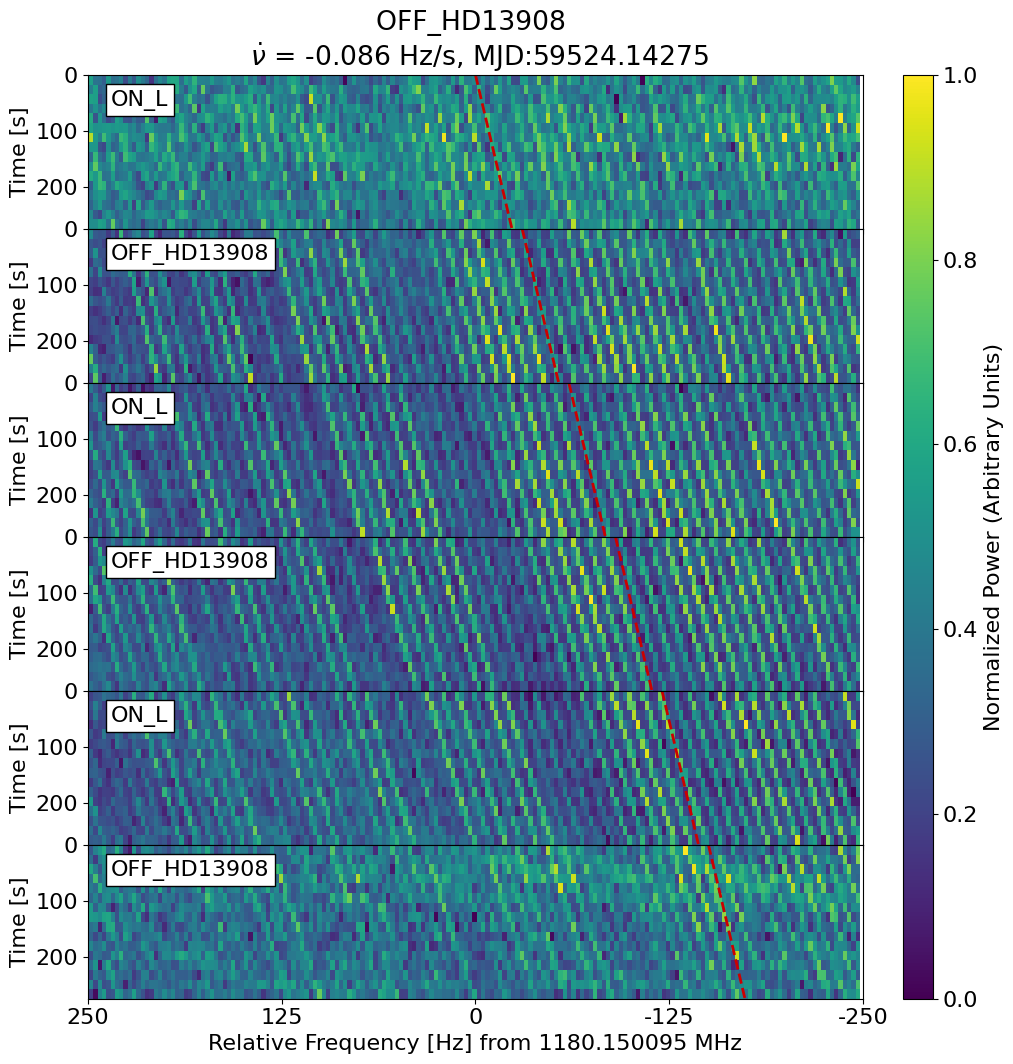 OFF_HD13908
ν̇ = -0.086 Hz/s, MJD:59524.14275
0
100
200
Time [s]
ON_L
0
100
200
Time [s]
OFF_HD13908
0
100
200
Time [s]
ON_L
0
100
200
Time [s]
OFF_HD13908
0
100
200
Time [s]
ON_L
0
100
200
Time [s]
OFF_HD13908
250 125 0 -125 -250
Relative Frequency [Hz] from 1180.150095 MHz
1.0
0.8
0.6
0.4
0.2
0.0
Normalized Power (Arbitrary Units)